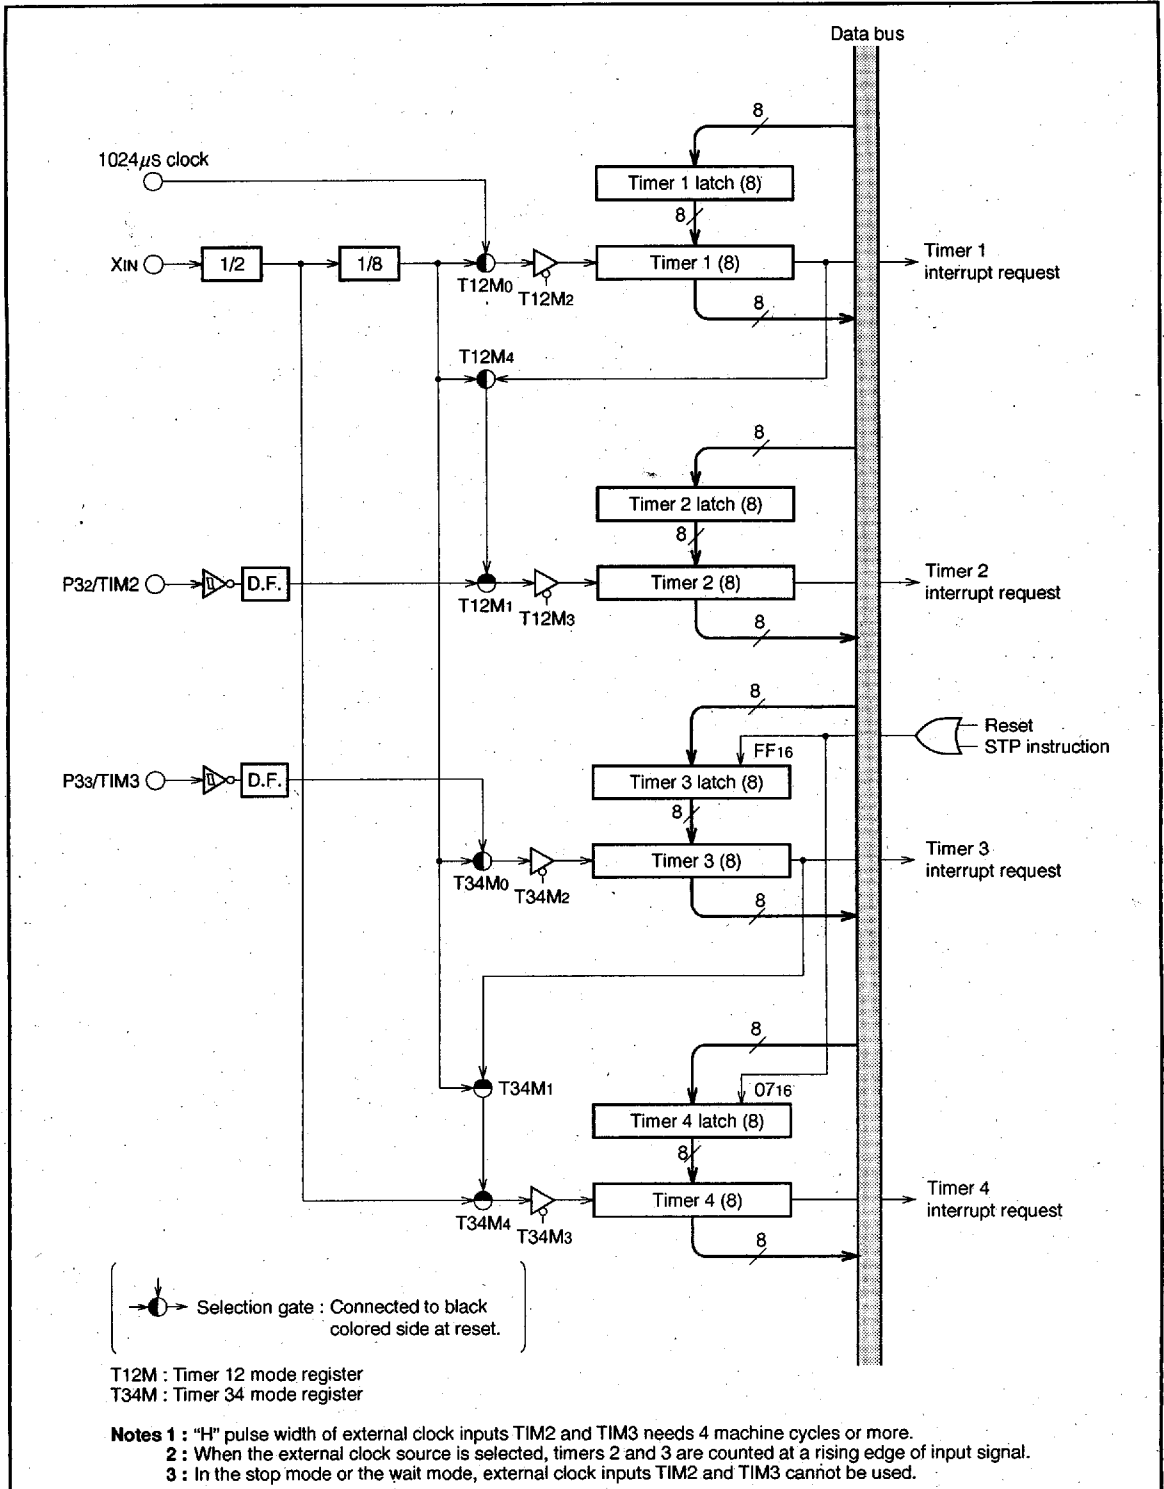 Data bus
8
1024μs clock
Timer 1 latch (8)
8
XIN
1/2
1/8
T12M0
T12M2
Timer 1 (8)
Timer 1
interrupt request
8
T12M4
8
Timer 2 latch (8)
8
P32/TIM2
D.F.
T12M1
T12M3
Timer 2 (8)
Timer 2
interrupt request
8
8
Reset
STP instruction
FF16
P33/TIM3
D.F.
Timer 3 latch (8)
8
T34M0
T34M2
Timer 3 (8)
Timer 3
interrupt request
8
8
T34M1
0716
Timer 4 latch (8)
8
T34M4
T34M3
Timer 4 (8)
Timer 4
interrupt request
8
Selection gate : Connected to black
colored side at reset.
T12M : Timer 12 mode register
T34M : Timer 34 mode register
Notes 1 : “H” pulse width of external clock inputs TIM2 and TIM3 needs 4 machine cycles or more.
2 : When the external clock source is selected, timers 2 and 3 are counted at a rising edge of input signal.
3 : In the stop mode or the wait mode, external clock inputs TIM2 and TIM3 cannot be used.